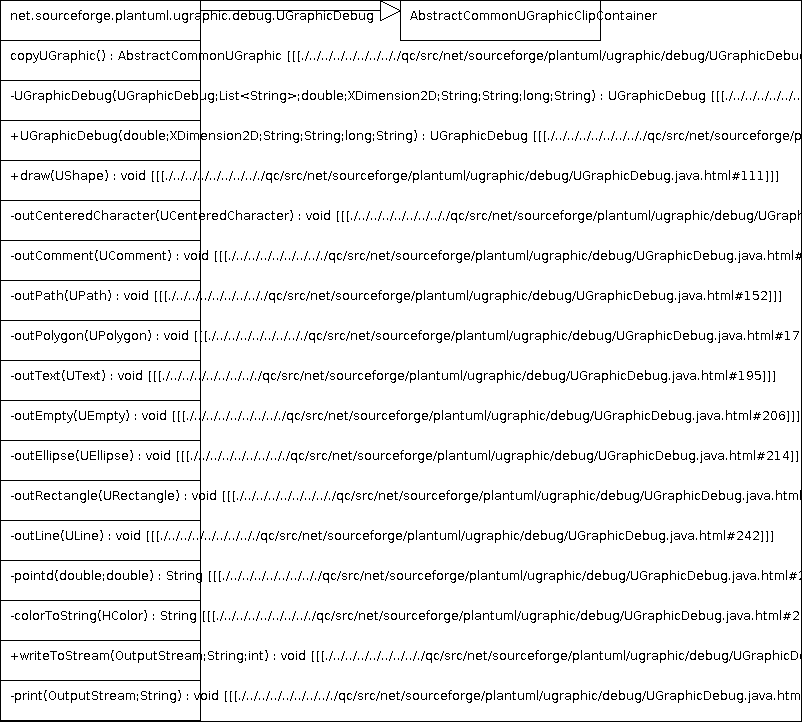 net.sourceforge.plantuml.ugraphic.debug.UGraphicDebug AbstractCommonUGraphicClipContainer
copyUGraphic() : AbstractCommonUGraphic [[[./../../../../../../../qc/src/net/sourceforge/plantuml/ugraphic/debug/UGraphicDebu
-UGraphicDebug(UGraphicDebug;List<String>;double;XDimension2D;String;String;long;String) : UGraphicDebug [[[./../../../..
+UGraphicDebug(double;XDimension2D;String;String;long;String) : UGraphicDebug [[[./../../../../../../../qc/src/net/sourceforge/p
+draw(UShape) : void [[[./../../../../../../../qc/src/net/sourceforge/plantuml/ugraphic/debug/UGraphicDebug.java.html#111]]]
-outCenteredCharacter(UCenteredCharacter) : void [[[./../../../../../../../qc/src/net/sourceforge/plantuml/ugraphic/debug/UGraph
-outComment(UComment) : void [[[./../../../../../../../qc/src/net/sourceforge/plantuml/ugraphic/debug/UGraphicDebug.java.html#
-outPath(UPath) : void [[[./../../../../../../../qc/src/net/sourceforge/plantuml/ugraphic/debug/UGraphicDebug.java.html#152]]]
-outPolygon(UPolygon) : void [[[./../../../../../../../qc/src/net/sourceforge/plantuml/ugraphic/debug/UGraphicDebug.java.html#17
-outText(UText) : void [[[./../../../../../../../qc/src/net/sourceforge/plantuml/ugraphic/debug/UGraphicDebug.java.html#195]]]
-outEmpty(UEmpty) : void [[[./../../../../../../../qc/src/net/sourceforge/plantuml/ugraphic/debug/UGraphicDebug.java.html#206]]]
-outEllipse(UEllipse) : void [[[./../../../../../../../qc/src/net/sourceforge/plantuml/ugraphic/debug/UGraphicDebug.java.html#214]]
-outRectangle(URectangle) : void [[[./../../../../../../../qc/src/net/sourceforge/plantuml/ugraphic/debug/UGraphicDebug.java.html
-outLine(ULine) : void [[[./../../../../../../../qc/src/net/sourceforge/plantuml/ugraphic/debug/UGraphicDebug.java.html#242]]]
-pointd(double;double) : String [[[./../../../../../../../qc/src/net/sourceforge/plantuml/ugraphic/debug/UGraphicDebug.java.html#2
-colorToString(HColor) : String [[[./../../../../../../../qc/src/net/sourceforge/plantuml/ugraphic/debug/UGraphicDebug.java.html#2
+writeToStream(OutputStream;String;int) : void [[[./../../../../../../../qc/src/net/sourceforge/plantuml/ugraphic/debug/UGraphicD
-print(OutputStream;String) : void [[[./../../../../../../../qc/src/net/sourceforge/plantuml/ugraphic/debug/UGraphicDebug.java.htm